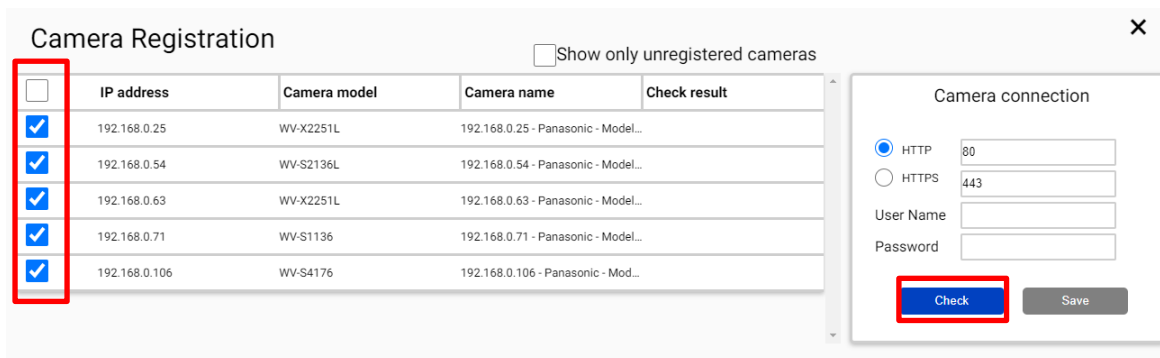 Camera Registration
Show only unregistered cameras
IP address Camera model Camera name Check result
192.168.0.25 WV-X2251L 192.168.0.25 - Panasonic - Model...
192.168.0.54 WV-S2136L 192.168.0.54 - Panasonic - Model...
192.168.0.63 WV-X2251L 192.168.0.63 - Panasonic - Model...
192.168.0.71 WV-S1136 192.168.0.71 - Panasonic - Model...
192.168.0.106 WV-S4176 192.168.0.106 - Panasonic - Mod...
Camera connection
HTTP 80
HTTPS 443
User Name
Password
Check Save